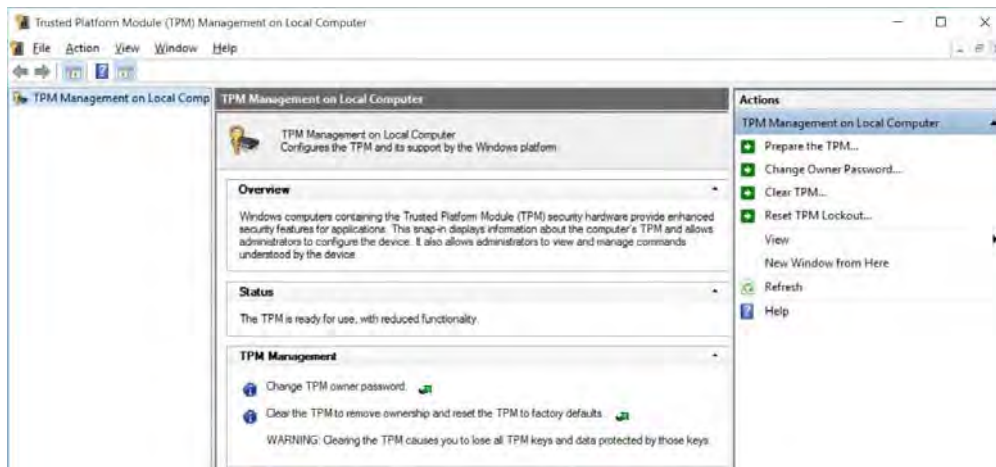 Trusted Platform Module (TPM) Management on Local Computer
File Action View Window Help
TPM Management on Local Comp
TPM Management on Local Computer
TPM Management on Local Computer
Configures the TPM and its support by the Windows platform
Overview
Windows computers containing the Trusted Platform Module (TPM) security hardware provide enhanced
security features for applications. This snap-in displays information about the computer's TPM and allows
administrators to configure the device. It also allows administrators to view and manage commands
understood by the device
Status
The TPM is ready for use, with reduced functionality.
TPM Management
Change TPM owner password.
Clear the TPM to remove ownership and reset the TPM to factory defaults
WARNING: Clearing the TPM causes you to lose all TPM keys and data protected by those keys
Actions
TPM Management on Local Computer
Prepare the TPM...
Change Owner Password...
Clear TPM...
Reset TPM Lockout...
View
New Window from Here
Refresh
Help